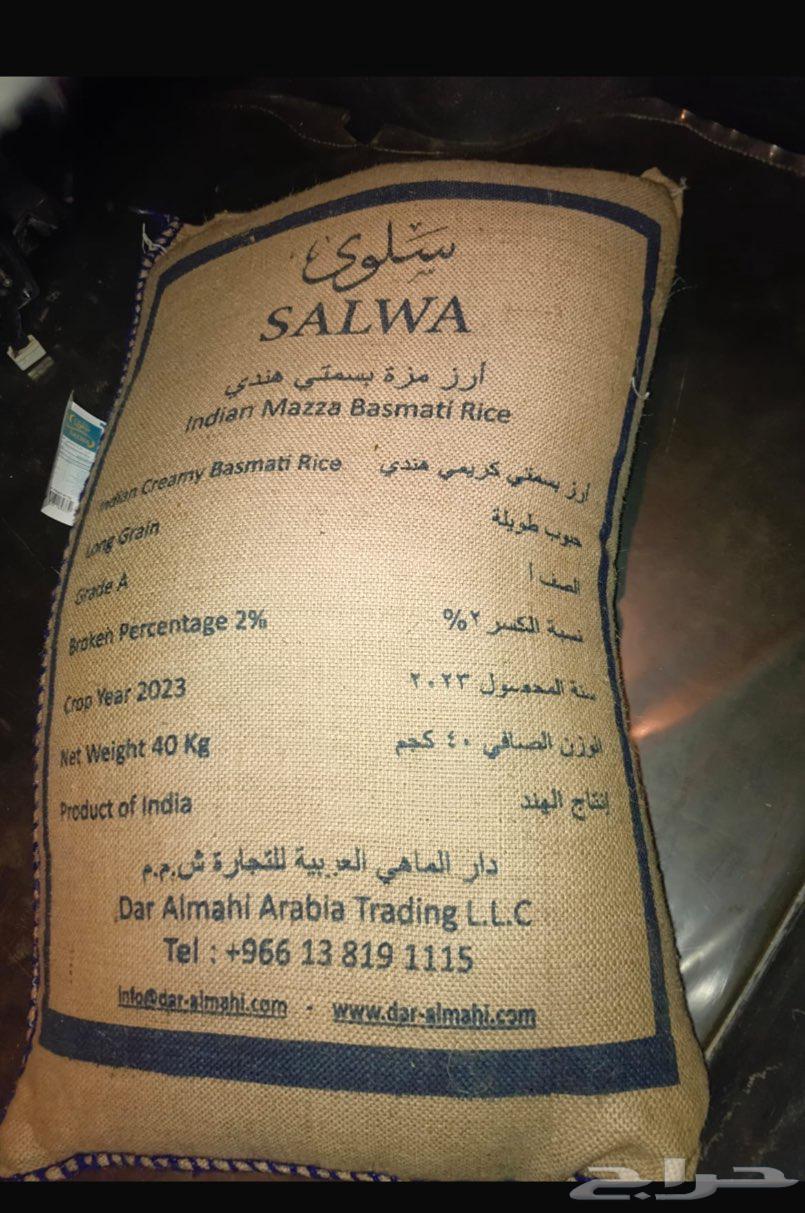 سلوى
SALWA
أرز مزة بسمتي هندي
Indian Mazza Basmati Rice
Indian Creamy Basmati Rice أرز بسمتي كريمي هندي
Long Grain حبوب طويلة
Grade A الصف أ
Broken Percentage 2% نسبة الكسر ٢%
Crop Year 2023 سنة المحصول ٢٠٢٣
Net Weight 40 Kg الوزن الصافي ٤٠ كجم
Product of India إنتاج الهند
دار الماهي العربية للتجارة ش.م.م
Dar Almahi Arabia Trading L.L.C
Tel : +966 13 819 1115
info@dar-almahi.com - www.dar-almahi.com
حراج